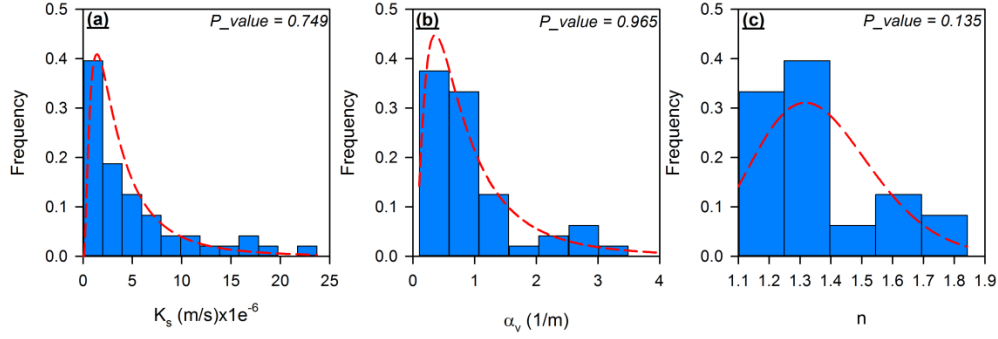 (a) P_value = 0.749
Frequency
0.5
0.4
0.3
0.2
0.1
0.0
0 5 10 15 20 25
Kₛ (m/s)x1e⁻⁶
(b) P_value = 0.965
Frequency
0.5
0.4
0.3
0.2
0.1
0.0
0 1 2 3 4
αᵥ (1/m)
(c) P_value = 0.135
Frequency
0.5
0.4
0.3
0.2
0.1
0.0
1.1 1.2 1.3 1.4 1.5 1.6 1.7 1.8 1.9
n